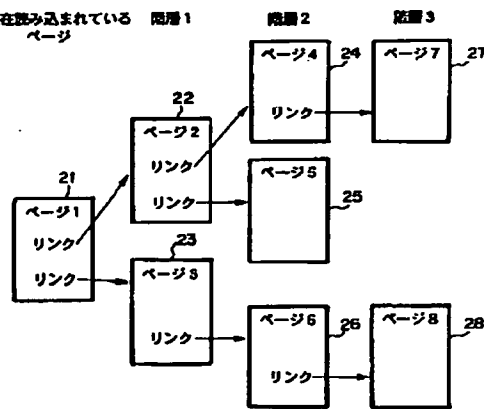 在読み込まれている
ページ
階層1
階層2
階層3
21
ページ1
リンク
リンク
22
ページ2
リンク
リンク
23
ページ3
リンク
24
ページ4
リンク
25
ページ5
26
ページ6
リンク
27
ページ7
28
ページ8